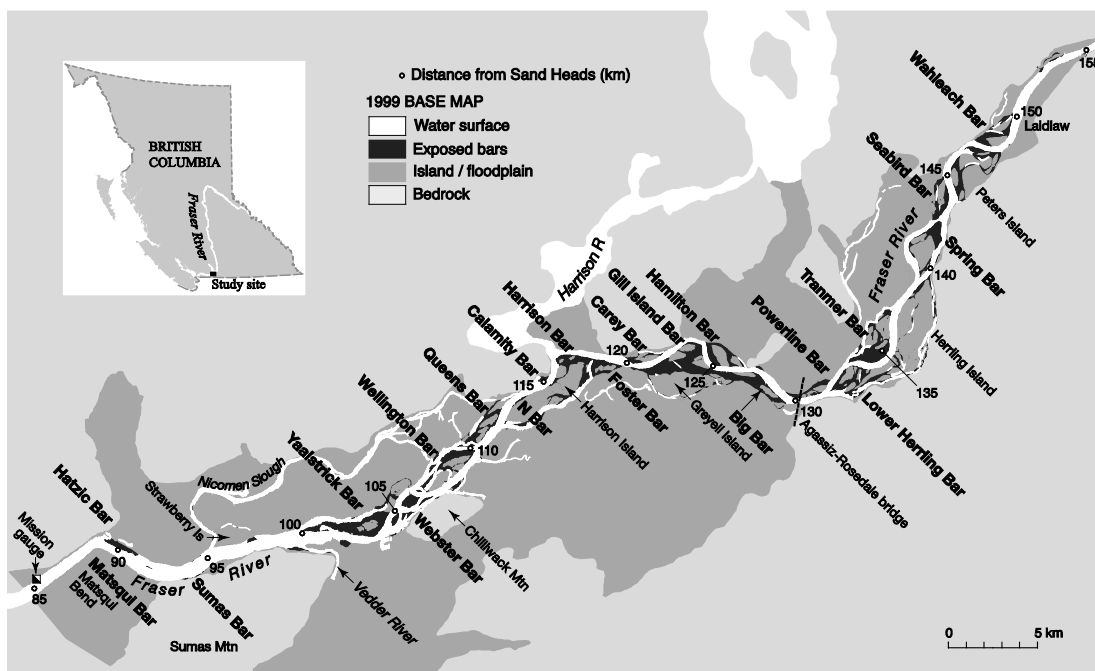 Distance from Sand Heads (km)
1999 BASE MAP
Water surface
Exposed bars
Island / floodplain
Bedrock
BRITISH
COLUMBIA
Fraser River
Study site
155
Wahleach Bar
150
Laidlaw
Seabird Bar
145
Peters Island
Fraser River
Spring Bar
140
Harrison R
Tranmer Bar
Herrling Island
Powerline Bar
Hamilton Bar
Gill Island Bar
Carey Bar
Harrison Bar
Calamity Bar
120
125
135
115
130
Foster Bar
Greyell Island
Big Bar
Lower Herrling Bar
Agassiz-Rosedale bridge
Harrison Island
N Bar
Queens Bar
Wellington Bar
110
Yaalstrick Bar
105
Nicomen Slough
Webster Bar
Chilliwack Mtn
Hatzic Bar
Strawberry Is
100
Mission
gauge
90
95
85
Matsqui Bar
Matsqui
Bend
Fraser River
Sumas Bar
Vedder River
Sumas Mtn
0 5 km